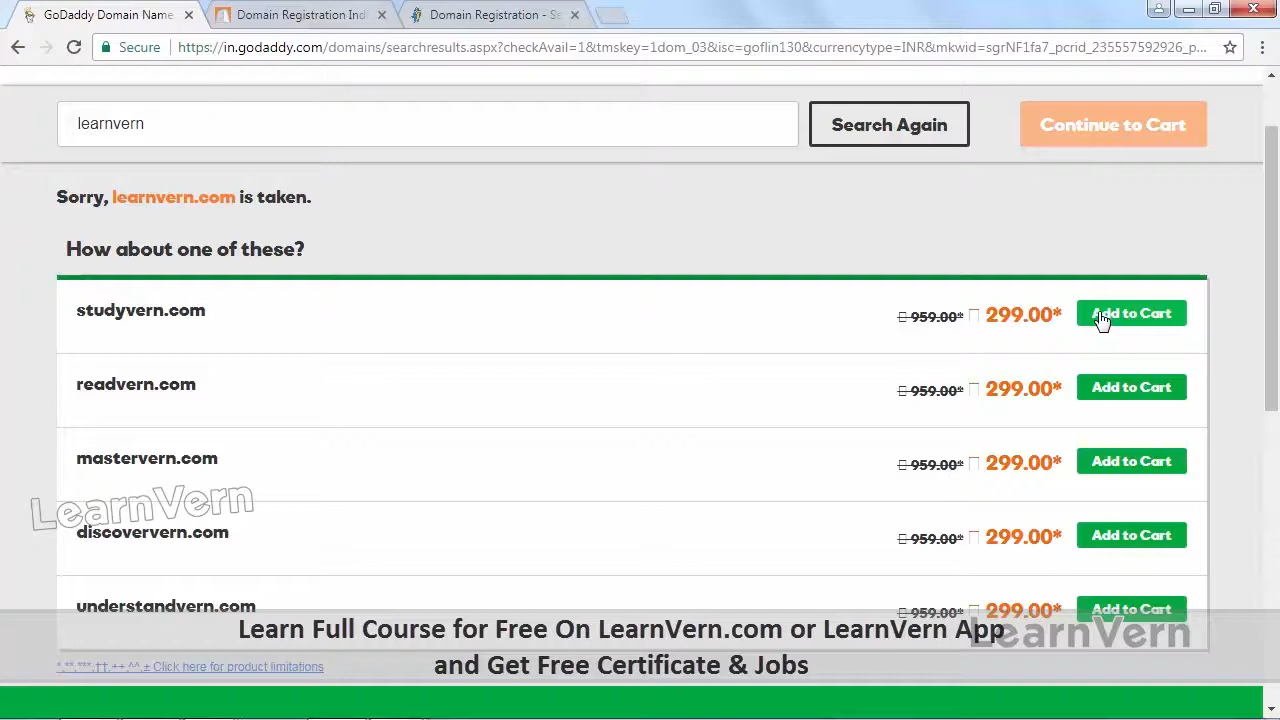 GoDaddy Domain Name
Domain Registration Indi
Domain Registration - Se
Secure
https://in.godaddy.com/domains/searchresults.aspx?checkAvail=1&tmskey=1dom_03&isc=goflin130&currencytype=INR&mkwid=sgrNF1fa7_pcrid_235557592926_p...
learnvern
Search Again
Continue to Cart
Sorry, learnvern.com is taken.
How about one of these?
studyvern.com 959.00* 299.00* Add to Cart
readvern.com 959.00* 299.00* Add to Cart
mastervern.com 959.00* 299.00* Add to Cart
LearnVern
discoververn.com 959.00* 299.00* Add to Cart
understandvern.com 959.00* 299.00* Add to Cart
Learn Full Course for Free On LearnVern.com or LearnVern App
LearnVern
and Get Free Certificate & Jobs
*,**,***,††,++,^^,± Click here for product limitations